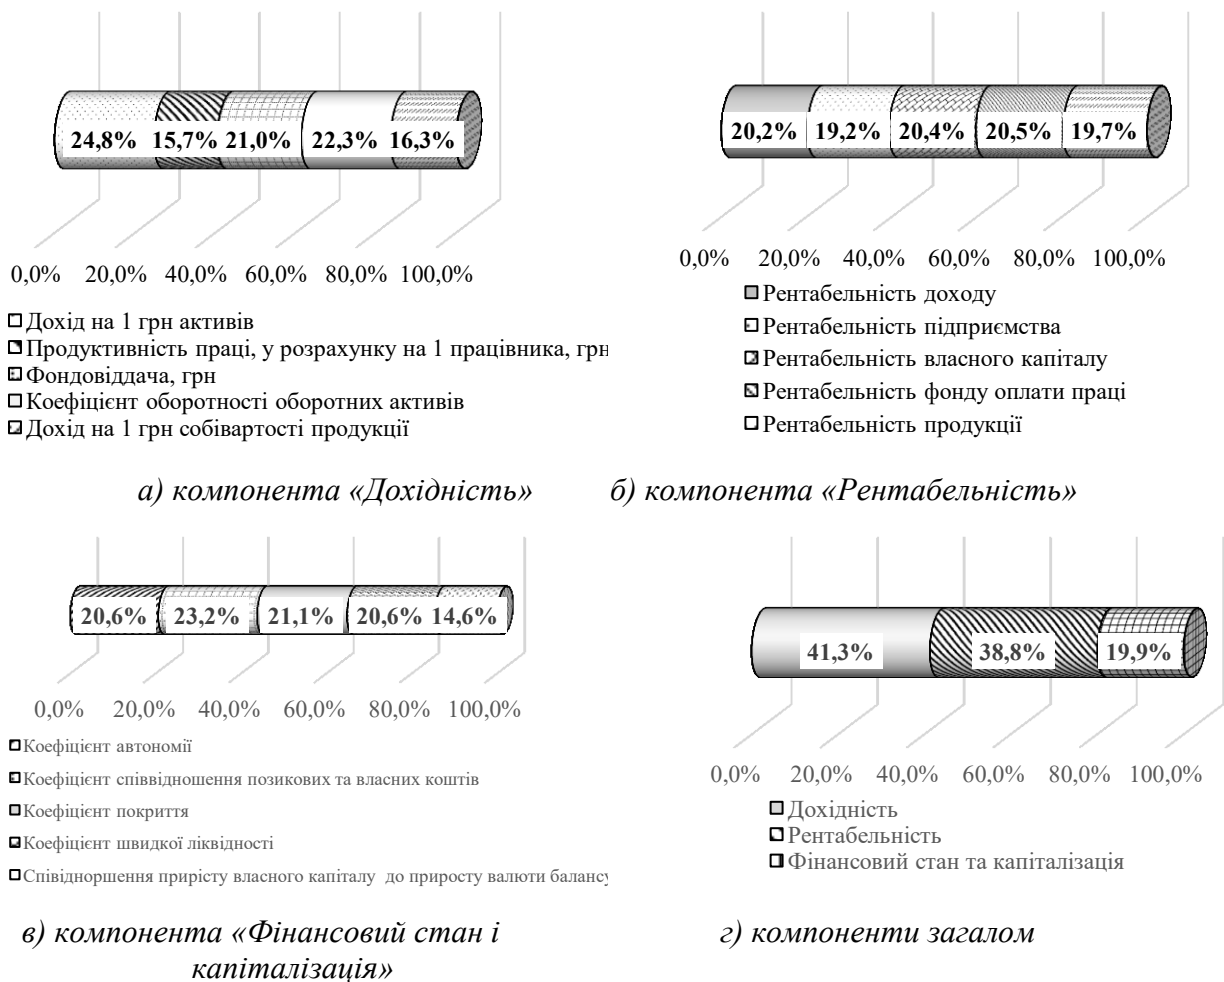 24,8% 15,7% 21,0% 22,3% 16,3%
0,0% 20,0% 40,0% 60,0% 80,0% 100,0%
Дохід на 1 грн активів
Продуктивність праці, у розрахунку на 1 працівника, грн
Фондовіддача, грн
Коефіцієнт оборотності оборотних активів
Дохід на 1 грн собівартості продукції
а) компонента «Дохідність»
20,2% 19,2% 20,4% 20,5% 19,7%
0,0% 20,0% 40,0% 60,0% 80,0% 100,0%
Рентабельність доходу
Рентабельність підприємства
Рентабельність власного капіталу
Рентабельність фонду оплати праці
Рентабельність продукції
б) компонента «Рентабельність»
20,6% 23,2% 21,1% 20,6% 14,6%
0,0% 20,0% 40,0% 60,0% 80,0% 100,0%
Коефіцієнт автономії
Коефіцієнт співвідношення позикових та власних коштів
Коефіцієнт покриття
Коефіцієнт швидкої ліквідності
Співідноршення прирісту власного капіталу до приросту валюти балансу
в) компонента «Фінансовий стан і
капіталізація»
41,3% 38,8% 19,9%
0,0% 20,0% 40,0% 60,0% 80,0% 100,0%
Дохідність
Рентабельність
Фінансовий стан та капіталізація
г) компоненти загалом